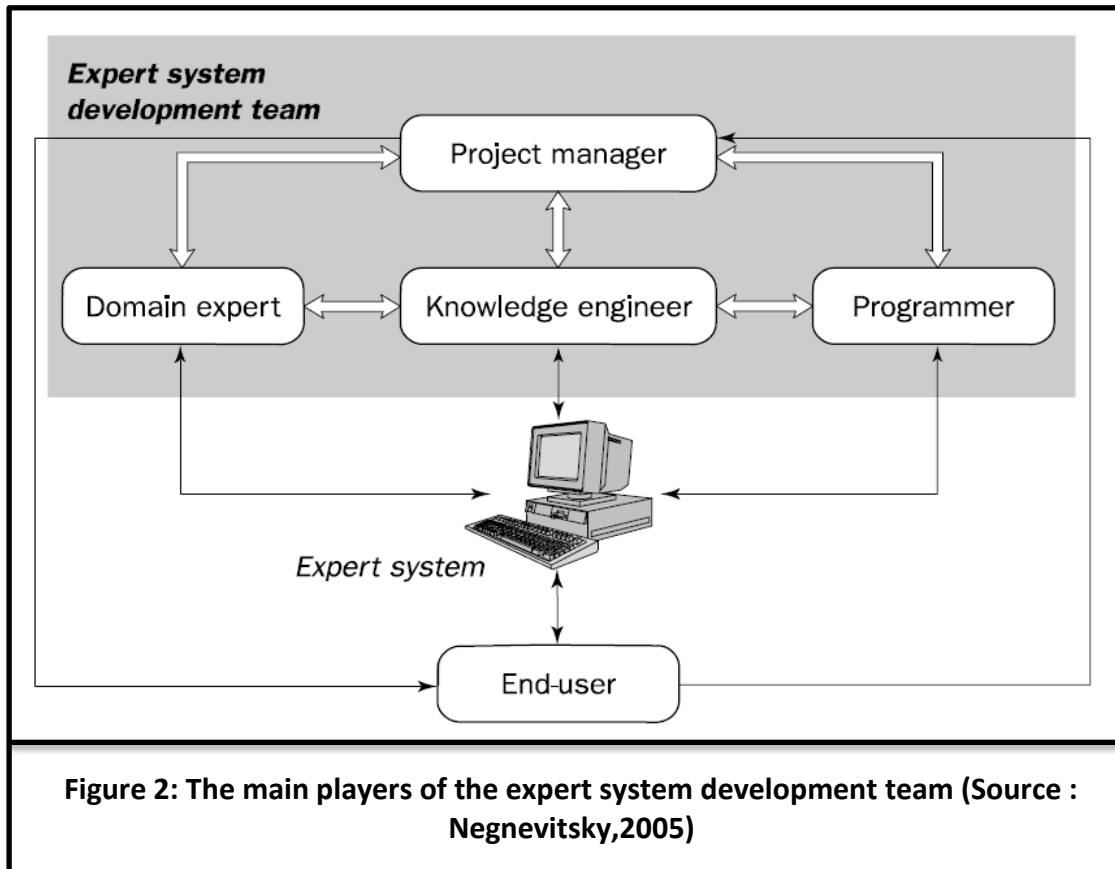 Expert system
development team
Project manager
Domain expert
Knowledge engineer
Programmer
Expert system
End-user
Figure 2: The main players of the expert system development team (Source :
Negnevitsky,2005)